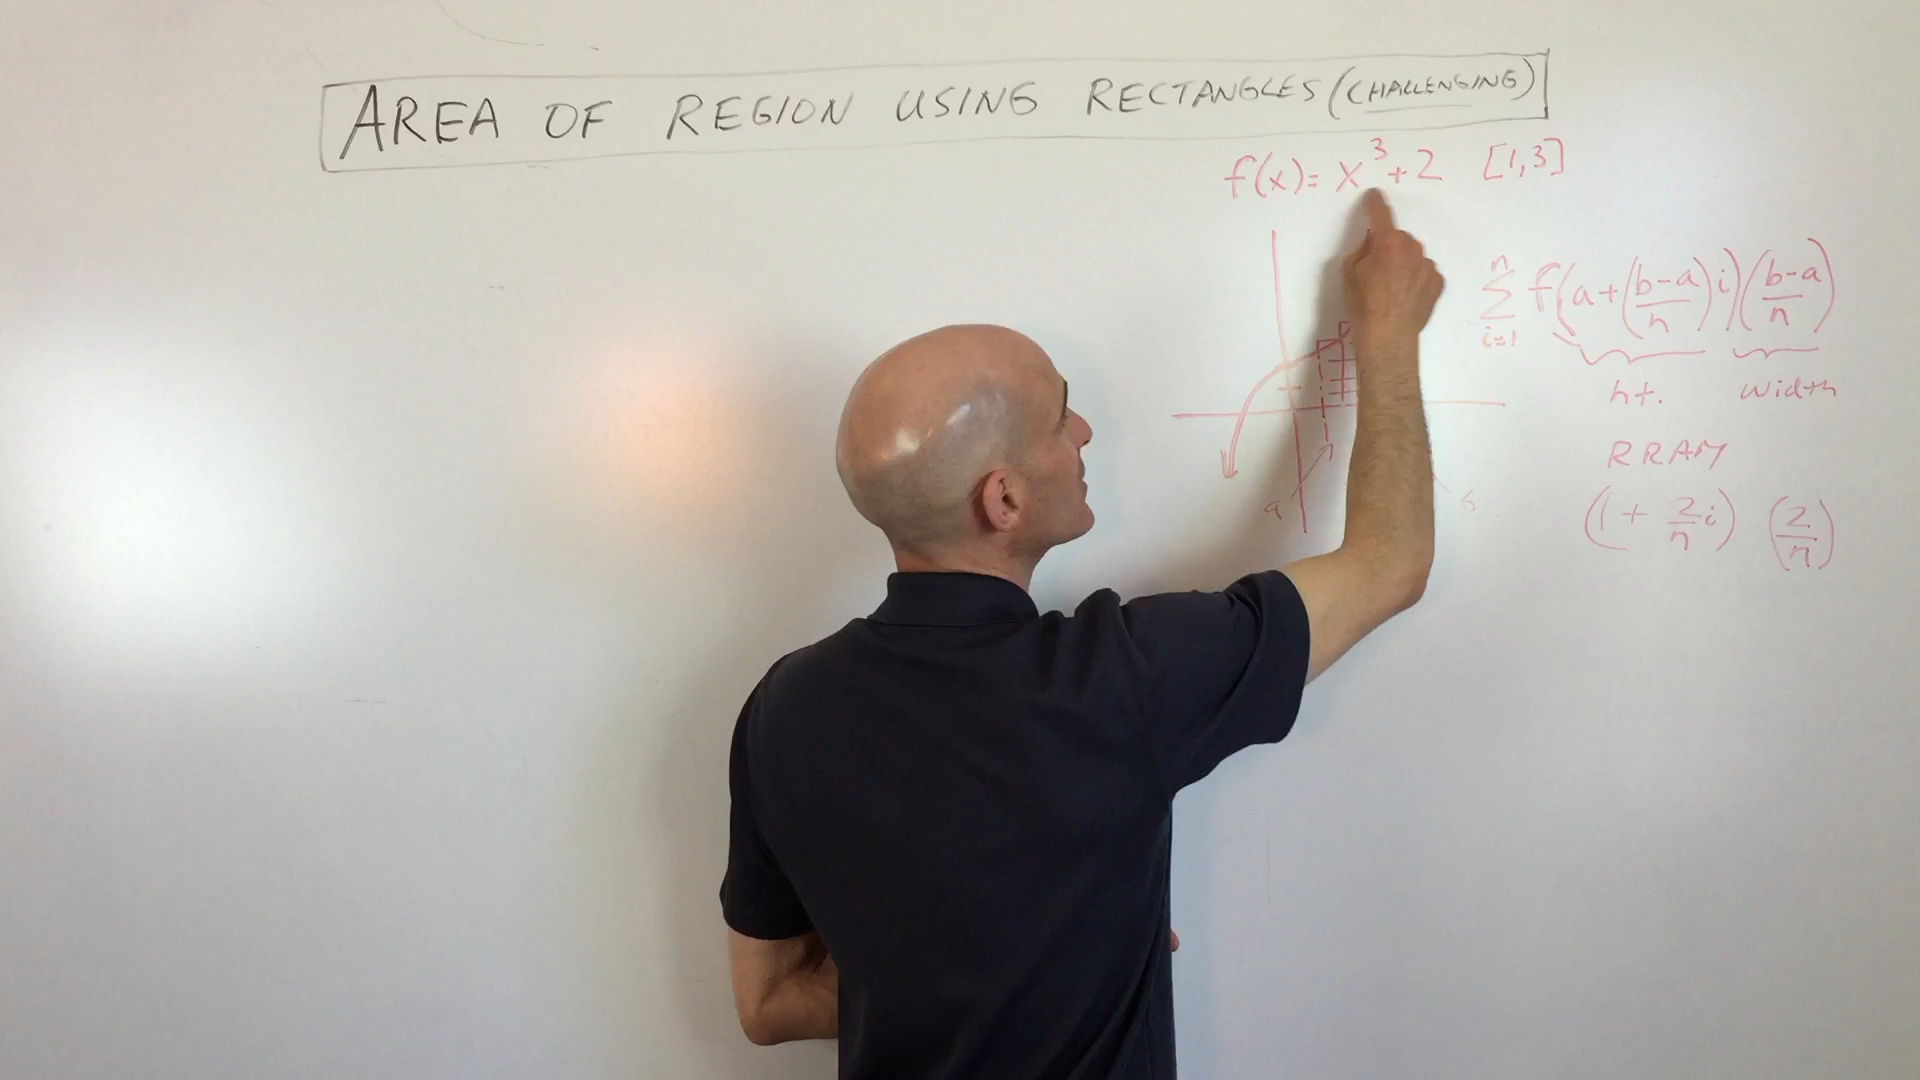 AREA OF REGION USING RECTANGLES (CHALLENGING)
f(x) = x³+2 [1,3]
n
Σ f(a+(b-a/n)i)(b-a/n)
i=1
ht. width
RRAM
a b
(1 + 2/n i) (2/n)